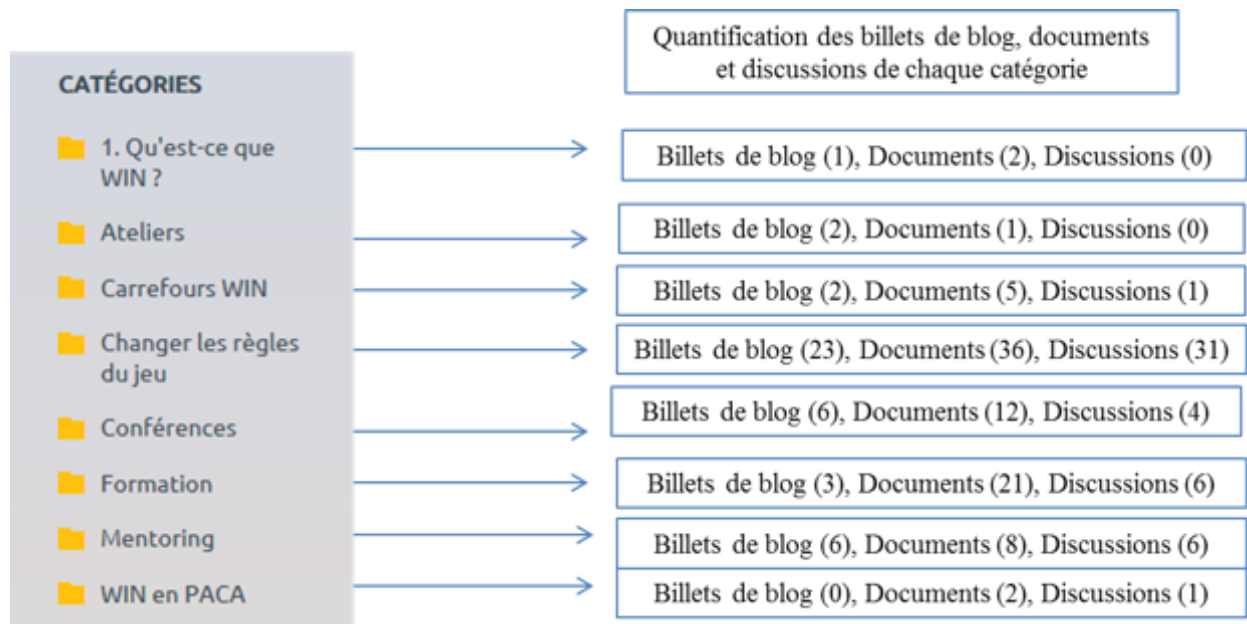 Quantification des billets de blog, documents
et discussions de chaque catégorie
CATÉGORIES
1. Qu'est-ce que
WIN ?
Billets de blog (1), Documents (2), Discussions (0)
Ateliers
Billets de blog (2), Documents (1), Discussions (0)
Carrefours WIN
Billets de blog (2), Documents (5), Discussions (1)
Changer les règles
du jeu
Billets de blog (23), Documents (36), Discussions (31)
Conférences
Billets de blog (6), Documents (12), Discussions (4)
Formation
Billets de blog (3), Documents (21), Discussions (6)
Mentoring
Billets de blog (6), Documents (8), Discussions (6)
WIN en PACA
Billets de blog (0), Documents (2), Discussions (1)